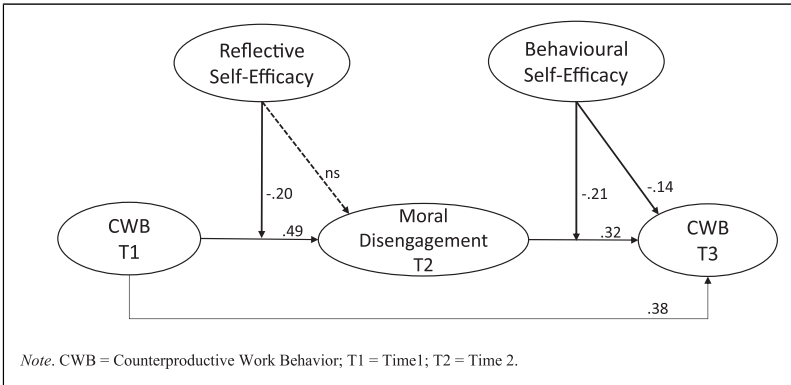 Reflective
Self-Efficacy
Behavioural
Self-Efficacy
ns
-.20
-.21
-.14
CWB
T1
.49
Moral
Disengagement
T2
.32
CWB
T3
.38
Note. CWB = Counterproductive Work Behavior; T1 = Time1; T2 = Time 2.